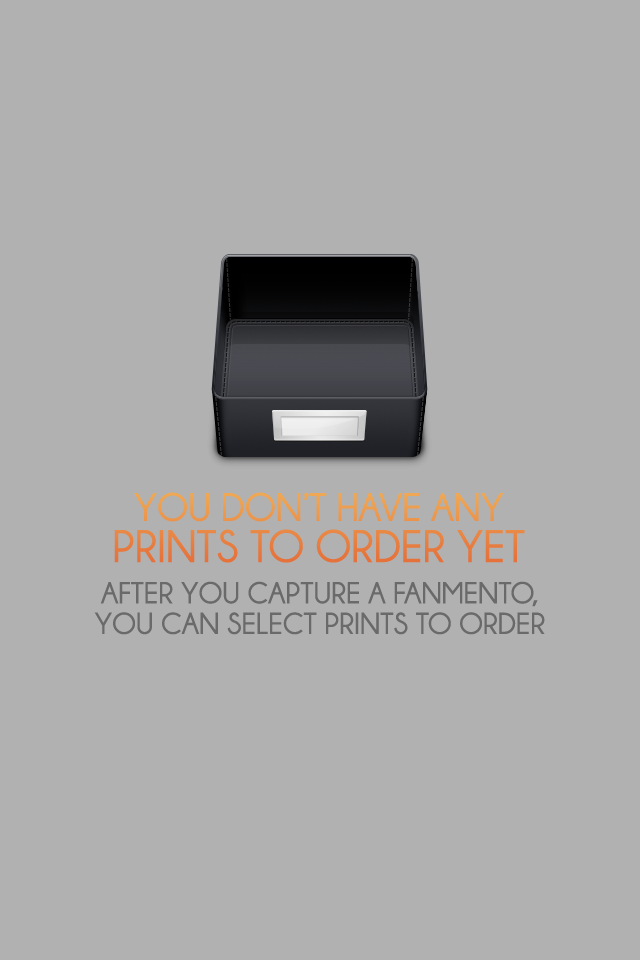 YOU DON'T HAVE ANY
PRINTS TO ORDER YET
AFTER YOU CAPTURE A FANMENTO,
YOU CAN SELECT PRINTS TO ORDER